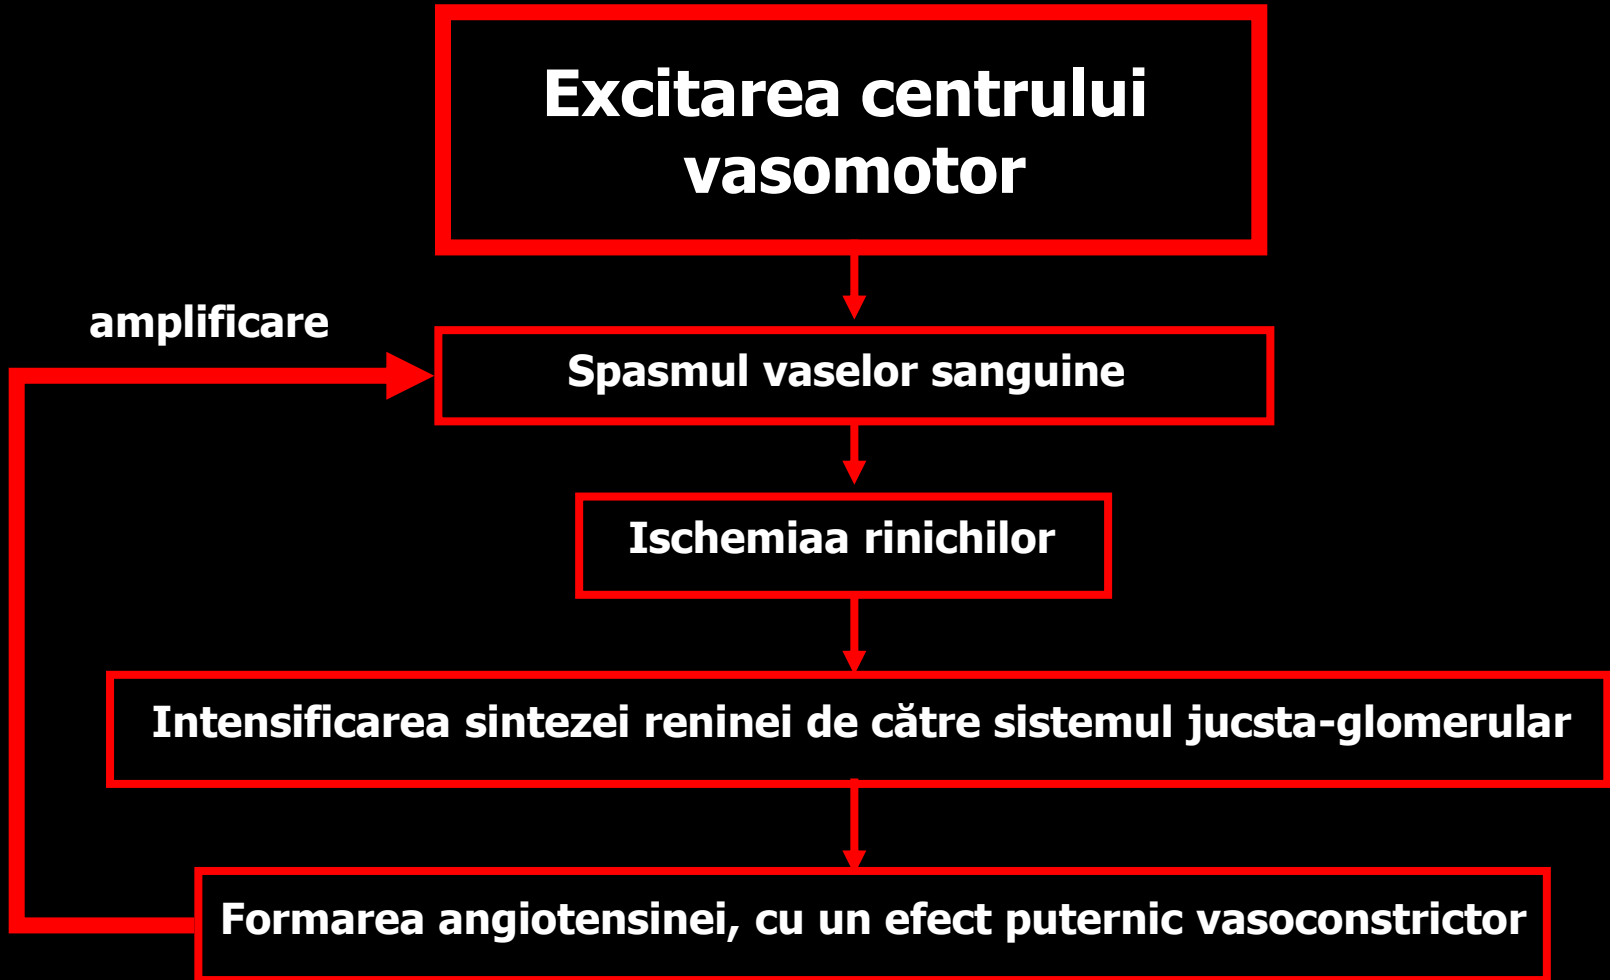 Excitarea centrului
vasomotor
amplificare
Spasmul vaselor sanguine
Ischemiaa rinichilor
Intensificarea sintezei reninei de către sistemul jucsta-glomerular
Formarea angiotensinei, cu un efect puternic vasoconstrictor